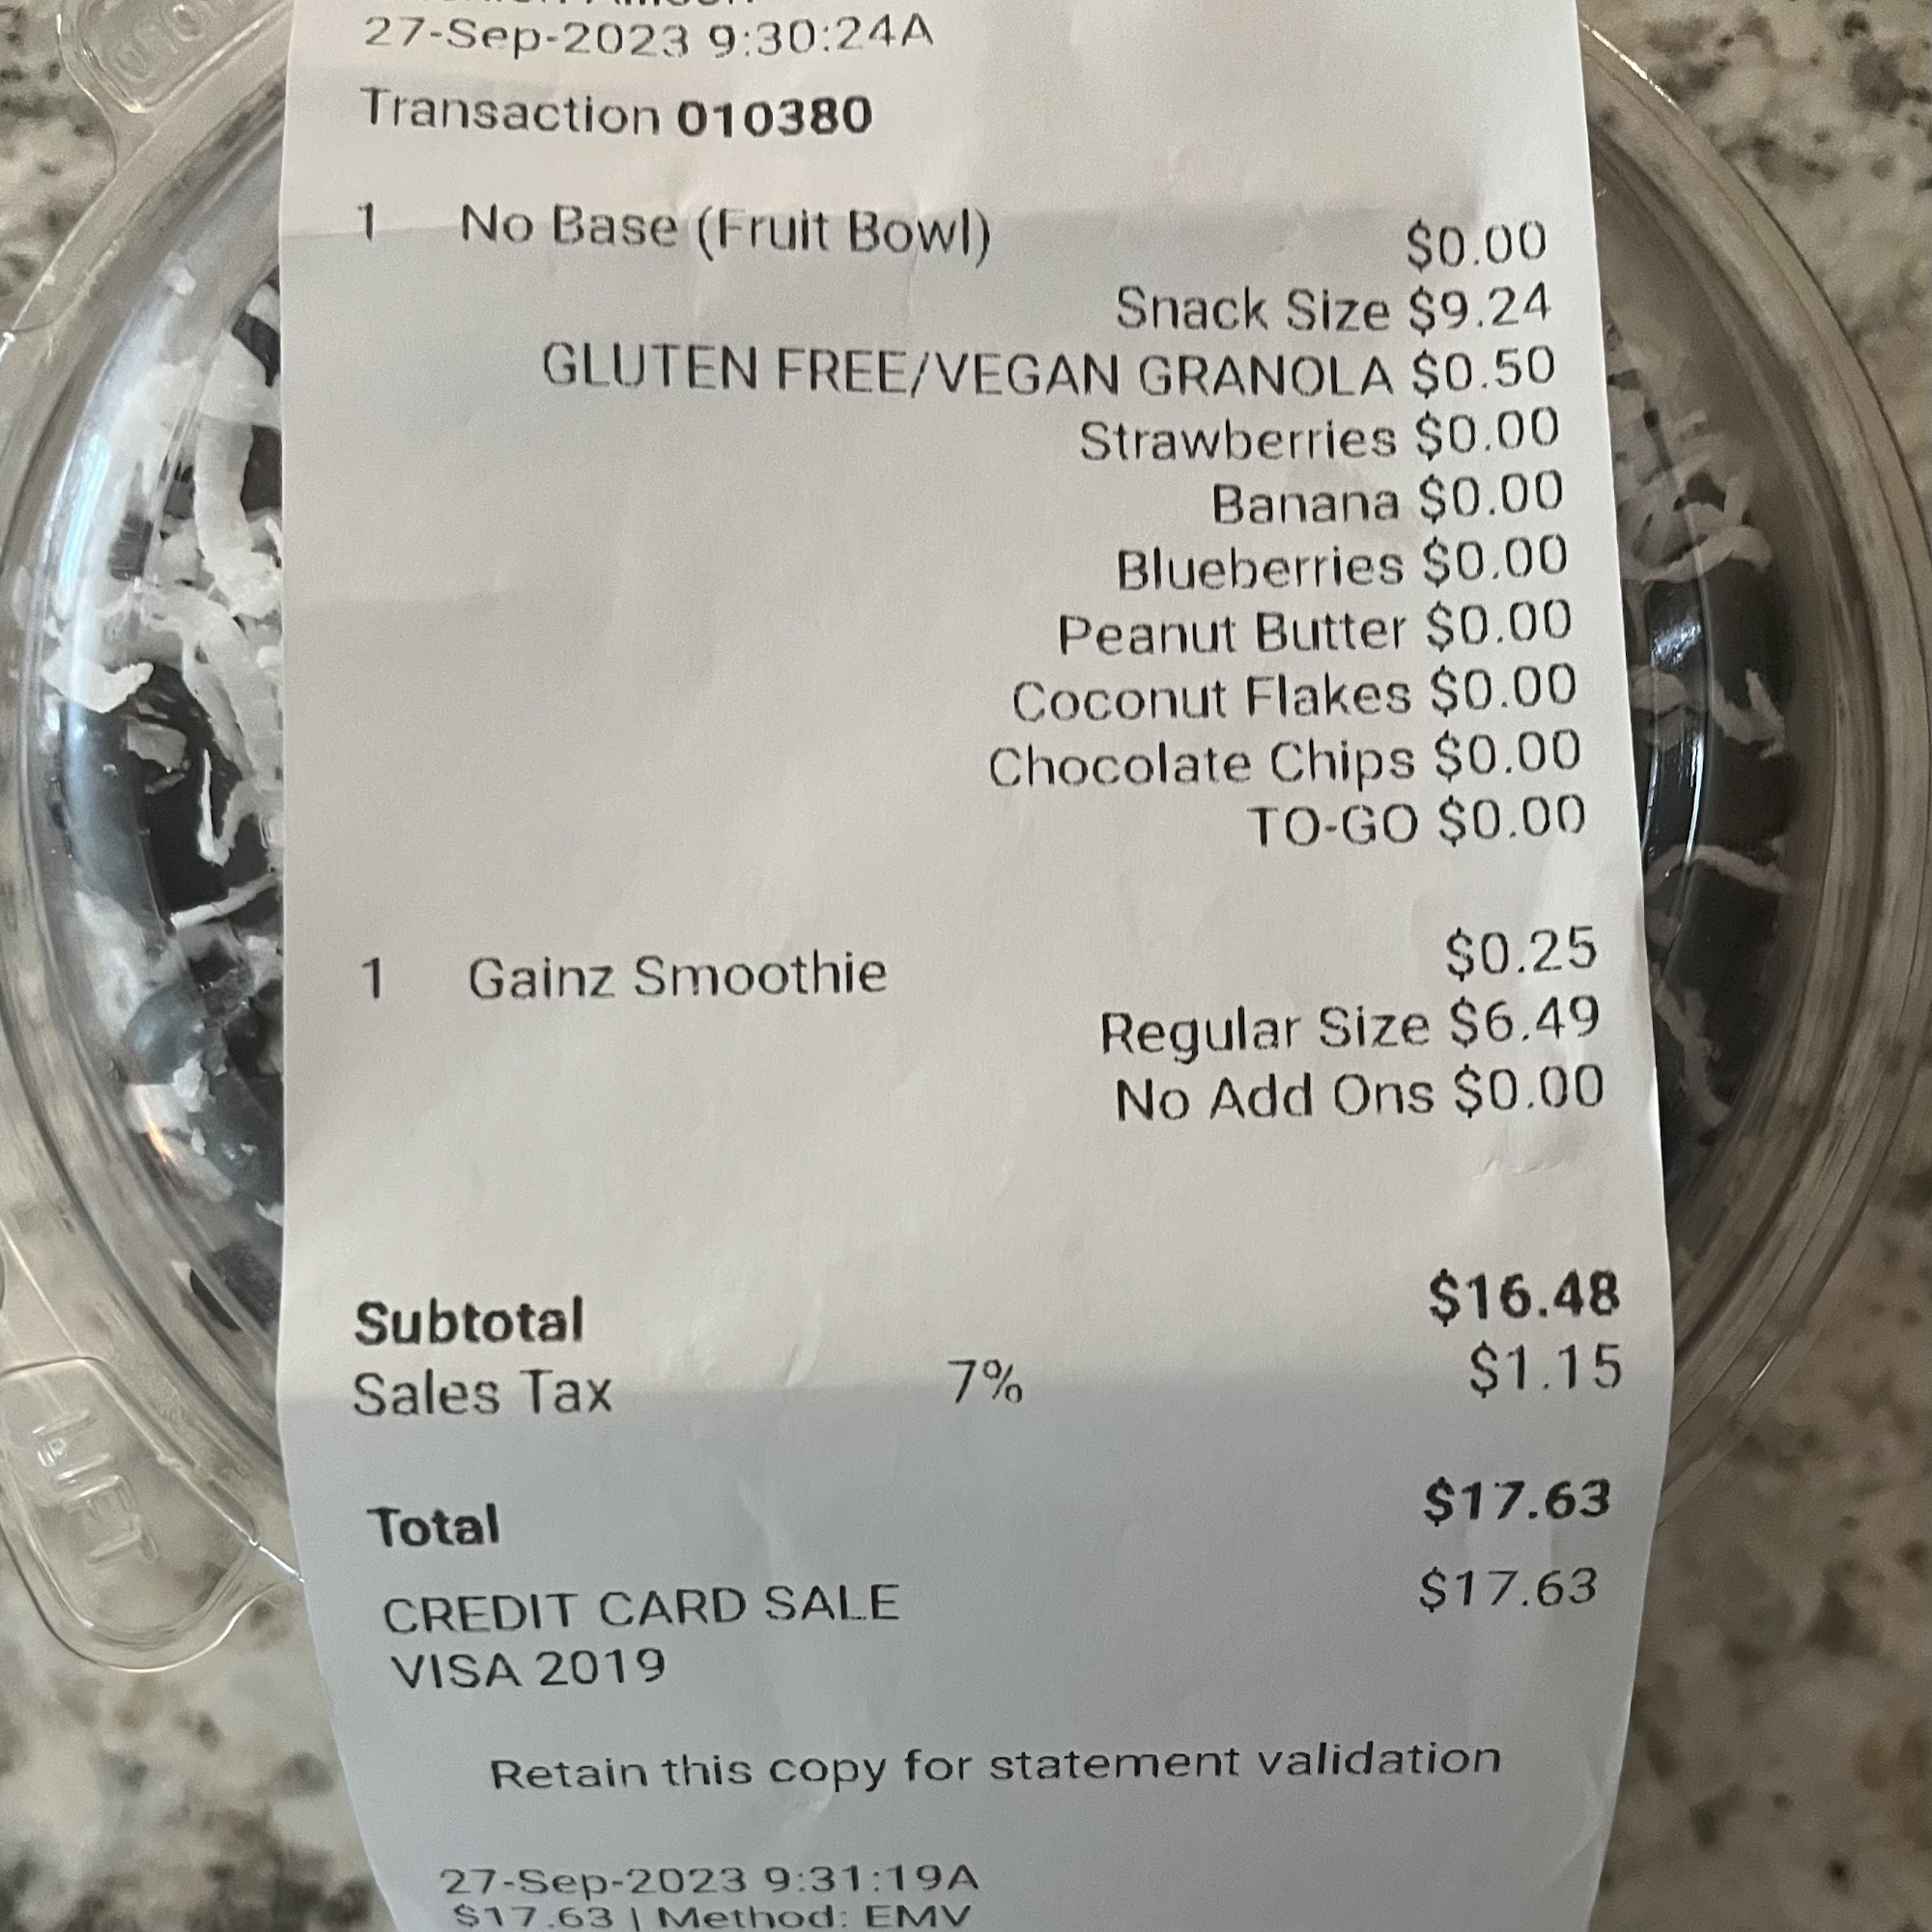 27-Sep-2023 9:30:24A
Transaction 010380
1 No Base (Fruit Bowl) $0.00
Snack Size $9.24
GLUTEN FREE/VEGAN GRANOLA $0.50
Strawberries $0.00
Banana $0.00
Blueberries $0.00
Peanut Butter $0.00
Coconut Flakes $0.00
Chocolate Chips $0.00
TO-GO $0.00
1 Gainz Smoothie $0.25
Regular Size $6.49
No Add Ons $0.00
Subtotal $16.48
Sales Tax 7% $1.15
Total $17.63
CREDIT CARD SALE $17.63
VISA 2019
Retain this copy for statement validation
27-Sep-2023 9:31:19A
$17.63 | Method: EMV